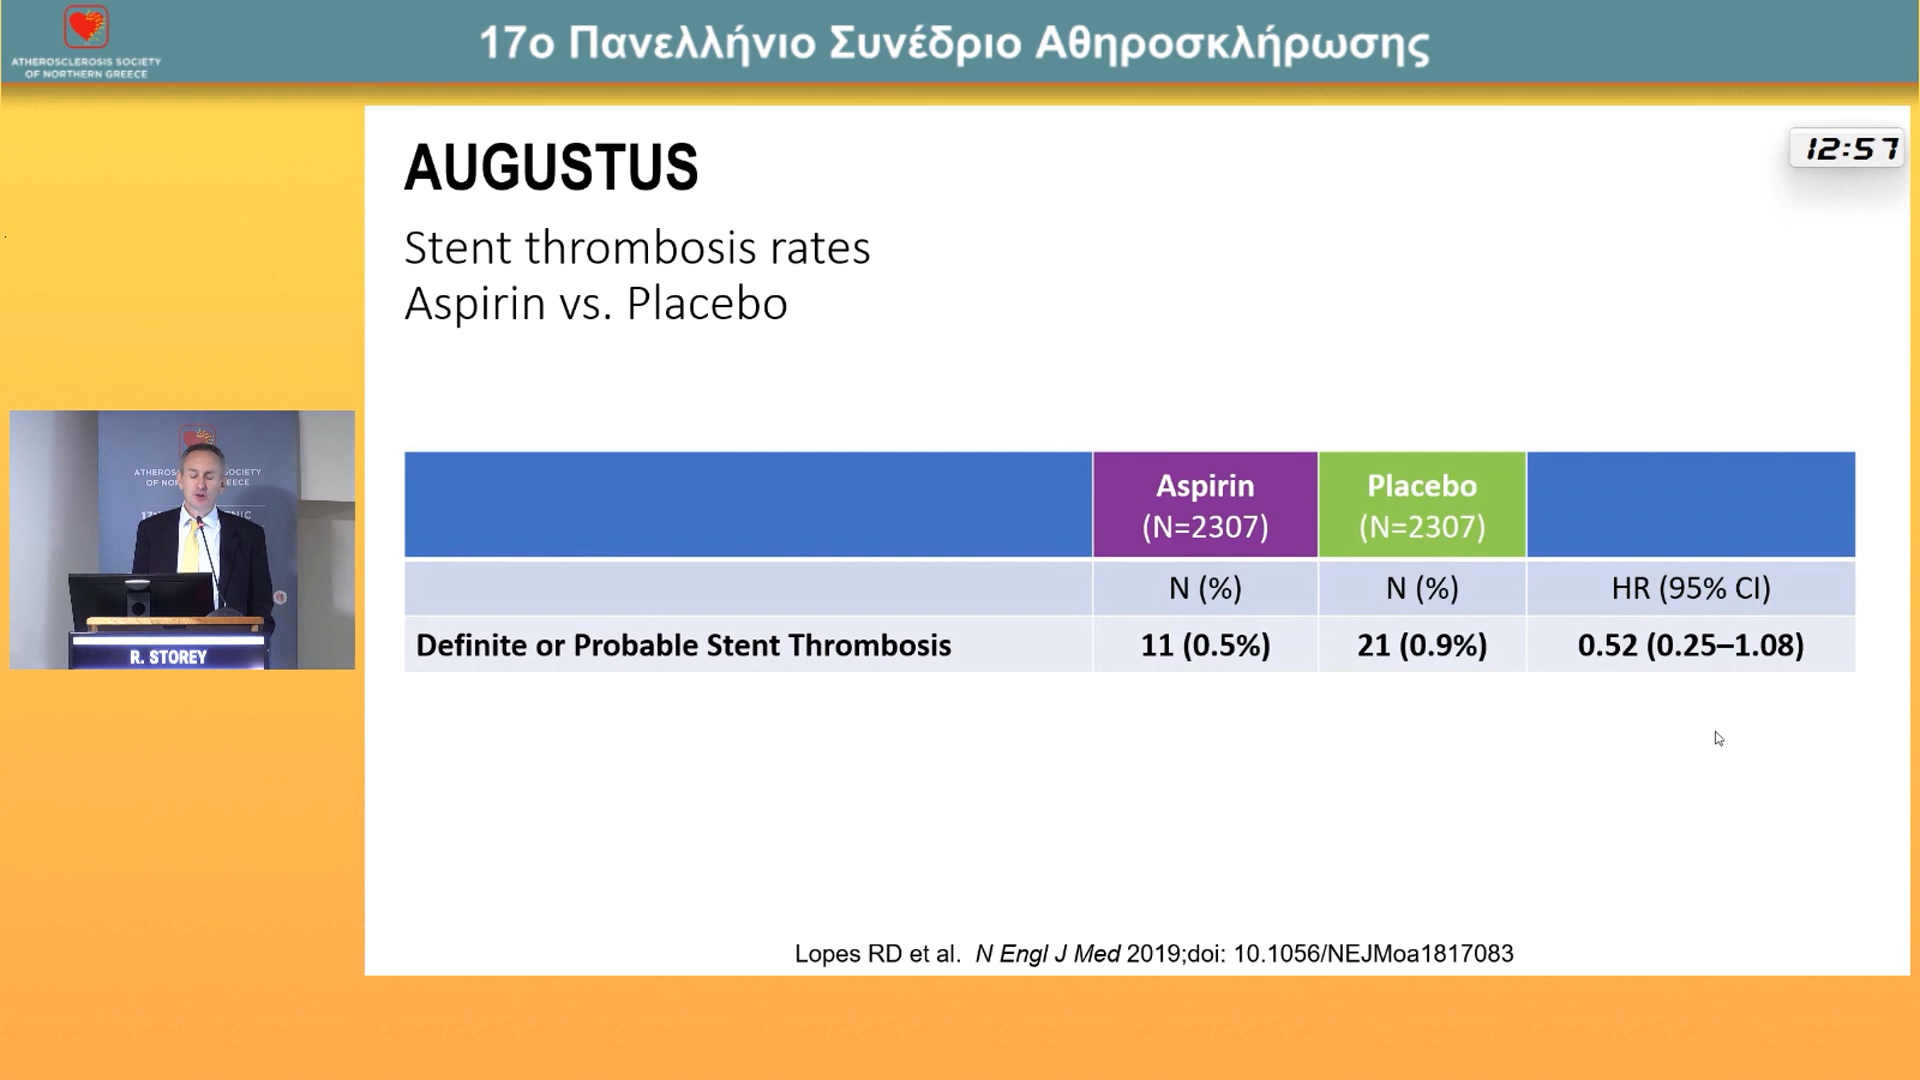 ATHEROSCLEROSIS SOCIETY
OF NORTHERN GREECE
17ο Πανελλήνιο Συνέδριο Αθηροσκλήρωσης
12:57
AUGUSTUS
Stent thrombosis rates
Aspirin vs. Placebo
Aspirin
(N=2307)
Placebo
(N=2307)
N (%)
N (%)
HR (95% CI)
Definite or Probable Stent Thrombosis
11 (0.5%)
21 (0.9%)
0.52 (0.25–1.08)
R. STOREY
Lopes RD et al. N Engl J Med 2019;doi: 10.1056/NEJMoa1817083